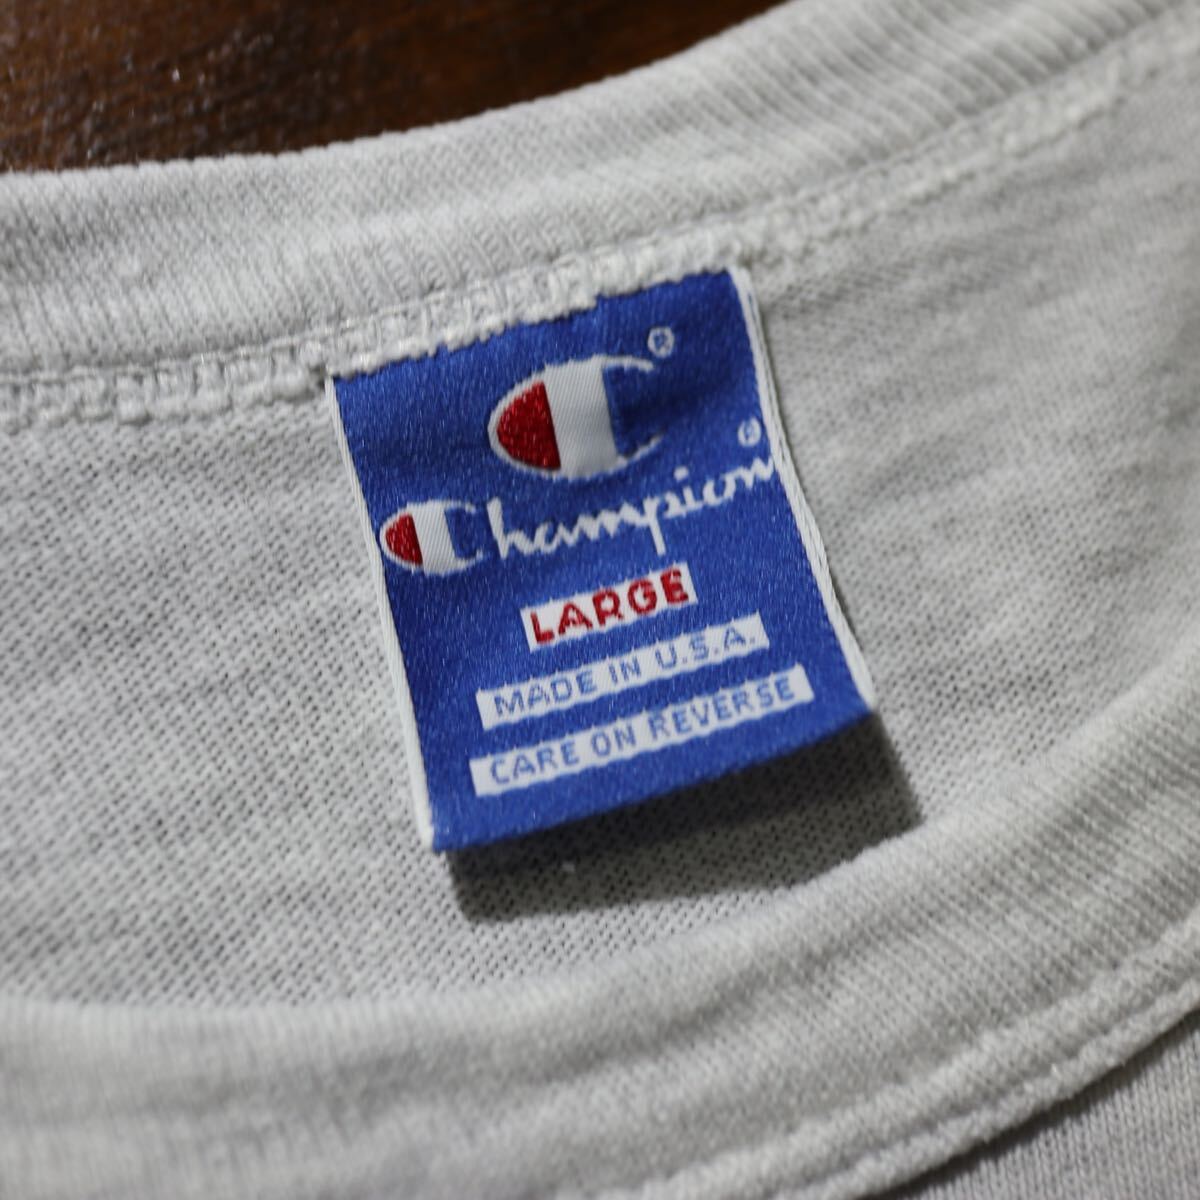 ®
Champion®
LARGE
MADE IN U.S.A.
CARE ON REVERSE